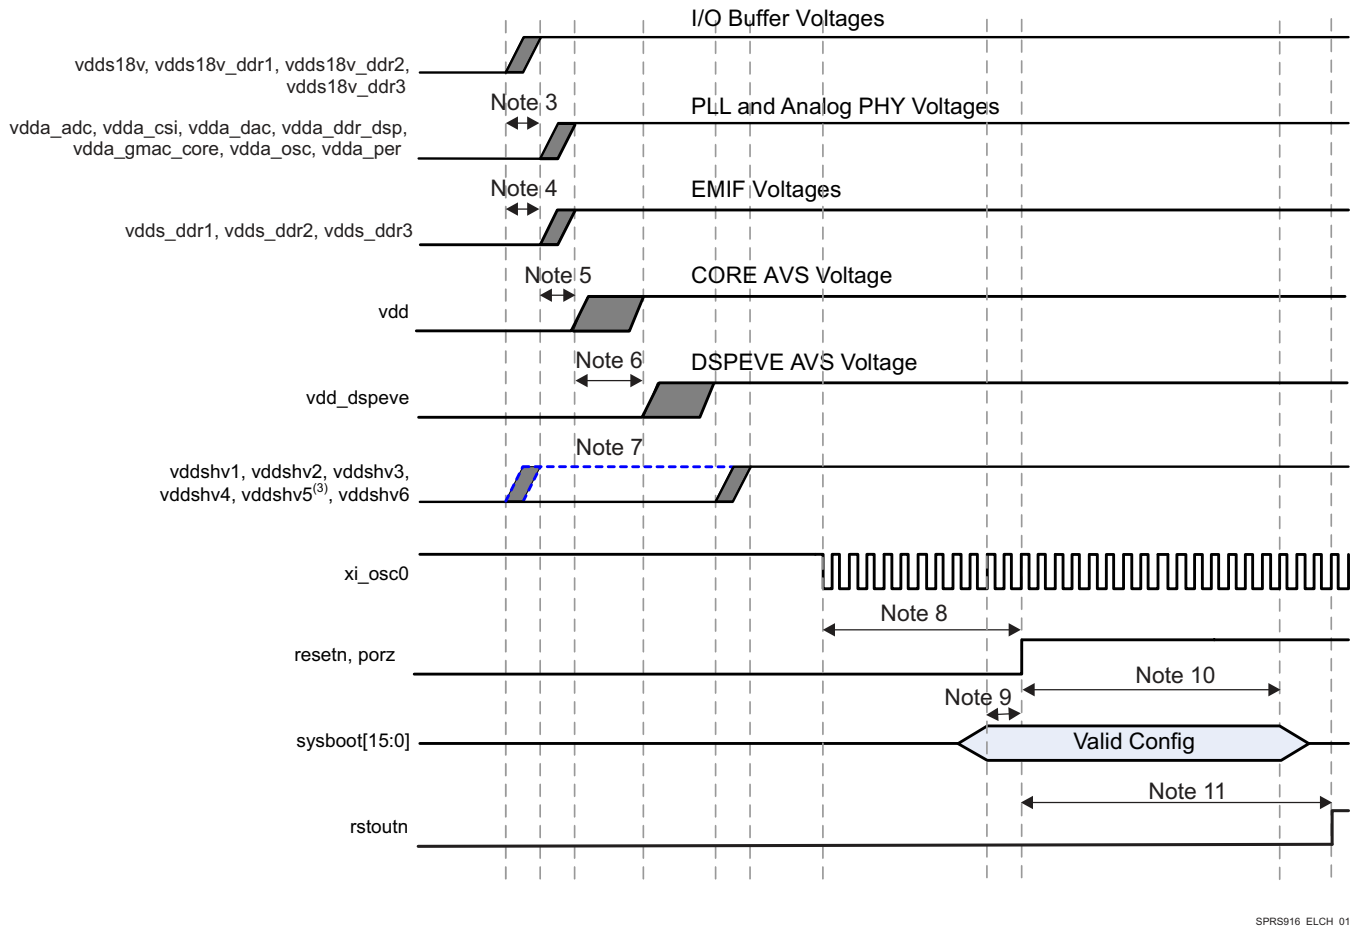 I/O Buffer Voltages
vdds18v, vdds18v_ddr1, vdds18v_ddr2,
vdds18v_ddr3
Note 3
PLL and Analog PHY Voltages
vdda_adc, vdda_csi, vdda_dac, vdda_ddr_dsp,
vdda_gmac_core, vdda_osc, vdda_per
Note 4
EMIF Voltages
vdds_ddr1, vdds_ddr2, vdds_ddr3
Note 5
CORE AVS Voltage
vdd
Note 6
DSPEVE AVS Voltage
vdd_dspeve
Note 7
vddshv1, vddshv2, vddshv3,
vddshv4, vddshv5(3), vddshv6
xi_osc0
Note 8
resetn, porz
Note 10
Note 9
sysboot[15:0]
Valid Config
Note 11
rstoutn
SPRS916_ELCH_01